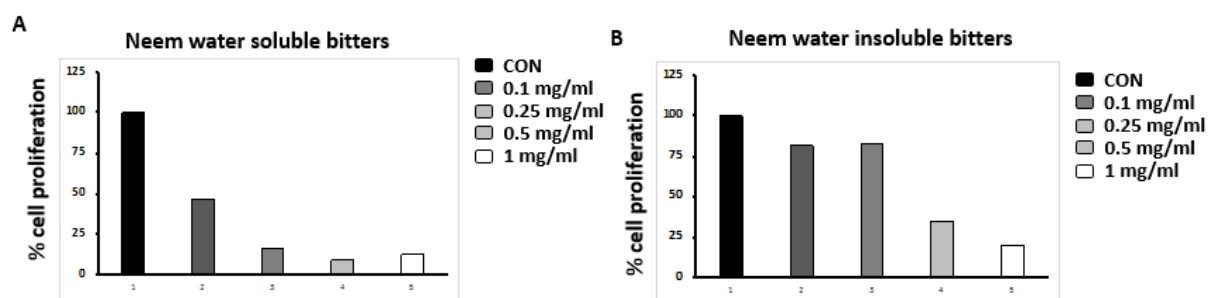 A
Neem water soluble bitters
% cell proliferation
125
100
75
50
25
0
1 2 3 4 5
CON
0.1 mg/ml
0.25 mg/ml
0.5 mg/ml
1 mg/ml
B
Neem water insoluble bitters
% cell proliferation
125
100
75
50
25
0
1 2 3 4 5
CON
0.1 mg/ml
0.25 mg/ml
0.5 mg/ml
1 mg/ml